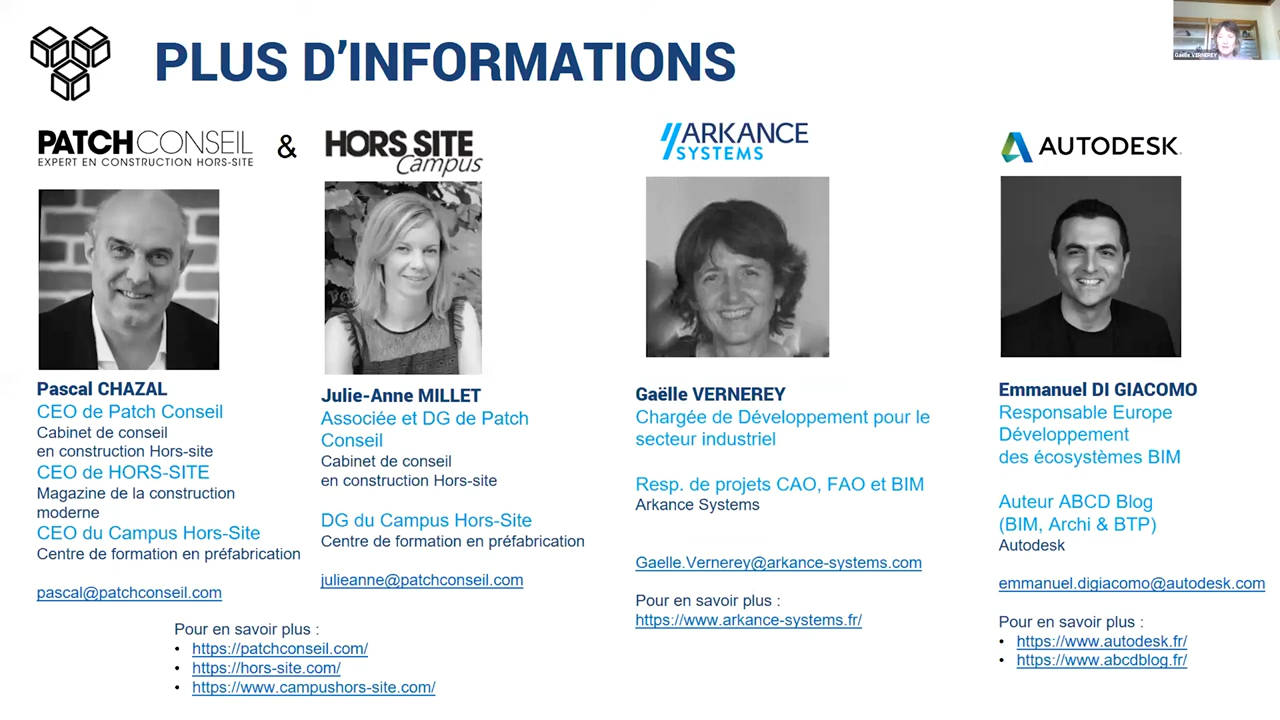 PLUS D'INFORMATIONS
Gaëlle VERNEREY
PATCHCONSEIL
EXPERT EN CONSTRUCTION HORS-SITE
&
HORS SITE
Campus
Pascal CHAZAL
CEO de Patch Conseil
Cabinet de conseil
en construction Hors-site
CEO de HORS-SITE
Magazine de la construction
moderne
CEO du Campus Hors-Site
Centre de formation en préfabrication
pascal@patchconseil.com
Julie-Anne MILLET
Associée et DG de Patch
Conseil
Cabinet de conseil
en construction Hors-site
DG du Campus Hors-Site
Centre de formation en préfabrication
julieanne@patchconseil.com
Pour en savoir plus :
• https://patchconseil.com/
• https://hors-site.com/
• https://www.campushors-site.com/
ARKANCE
SYSTEMS
Gaëlle VERNEREY
Chargée de Développement pour le
secteur industriel
Resp. de projets CAO, FAO et BIM
Arkance Systems
Gaelle.Vernerey@arkance-systems.com
Pour en savoir plus :
https://www.arkance-systems.fr/
AUTODESK.
Emmanuel DI GIACOMO
Responsable Europe
Développement
des écosystèmes BIM
Auteur ABCD Blog
(BIM, Archi & BTP)
Autodesk
emmanuel.digiacomo@autodesk.com
Pour en savoir plus :
• https://www.autodesk.fr/
• https://www.abcdblog.fr/